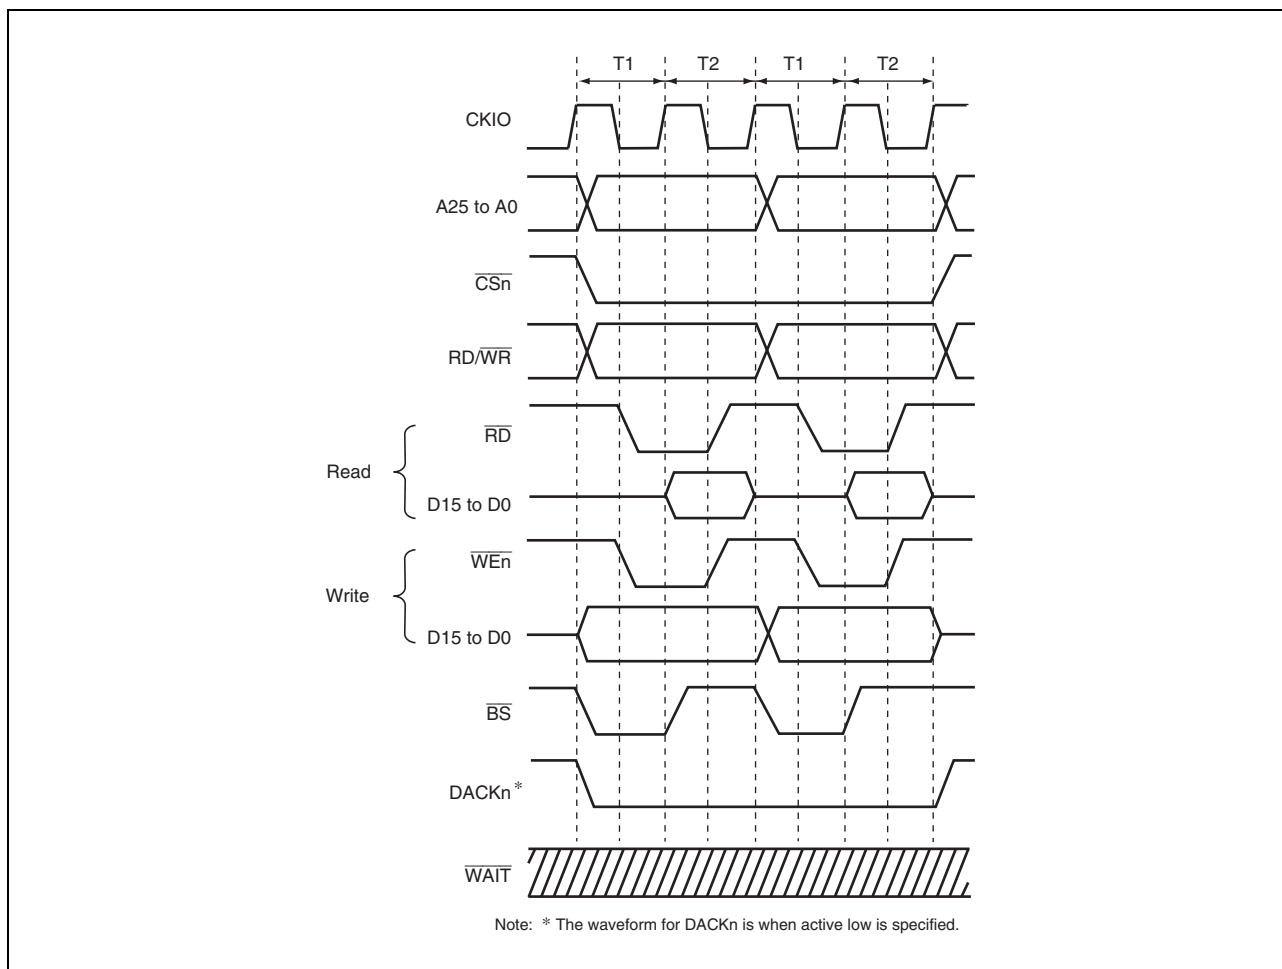 T1 T2 T1 T2
CKIO
A25 to A0
CSn
RD/WR
RD
Read
D15 to D0
WEn
Write
D15 to D0
BS
DACKn*
WAIT
Note: * The waveform for DACKn is when active low is specified.